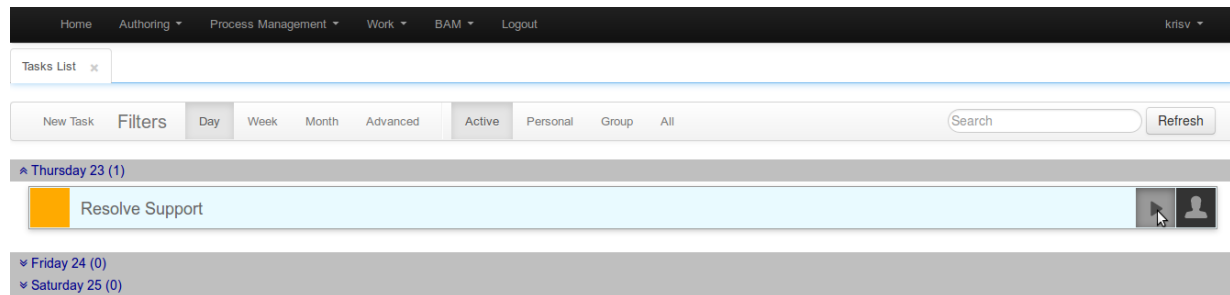 Home Authoring Process Management Work BAM Logout krisv
Tasks List
New Task Filters Day Week Month Advanced Active Personal Group All Search Refresh
Thursday 23 (1)
Resolve Support
Friday 24 (0)
Saturday 25 (0)